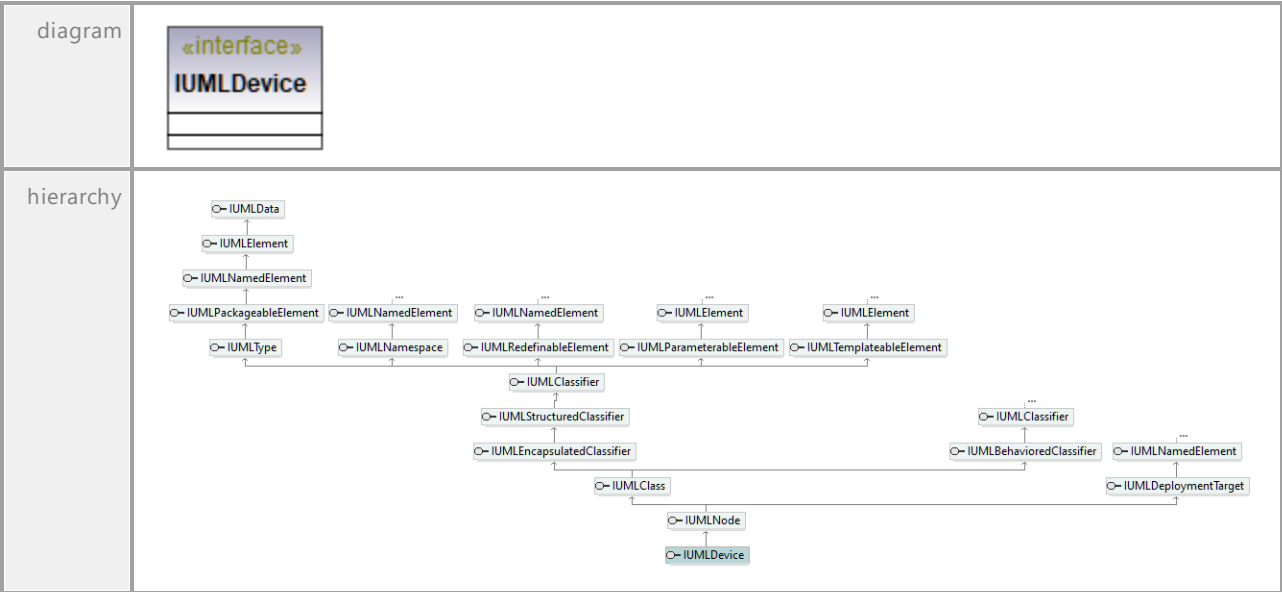 diagram
«interface»
IUMLDevice
hierarchy
IUMLData
IUMLElement
IUMLNamedElement
... ... ... ...
IUMLPackageableElement IUMLNamedElement IUMLNamedElement IUMLElement IUMLElement
IUMLType IUMLNamespace IUMLRedefinableElement IUMLParameterableElement IUMLTemplateableElement
IUMLClassifier
...
IUMLStructuredClassifier IUMLClassifier
...
IUMLEncapsulatedClassifier IUMLBehavioredClassifier IUMLNamedElement
IUMLClass IUMLDeploymentTarget
IUMLNode
IUMLDevice